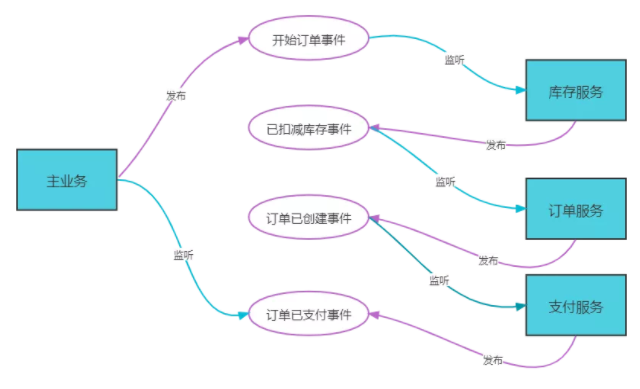 开始订单事件
监听
库存服务
发布
已扣减库存事件
发布
主业务
监听
订单服务
订单已创建事件
监听
发布
发布
监听
支付服务
订单已支付事件
发布